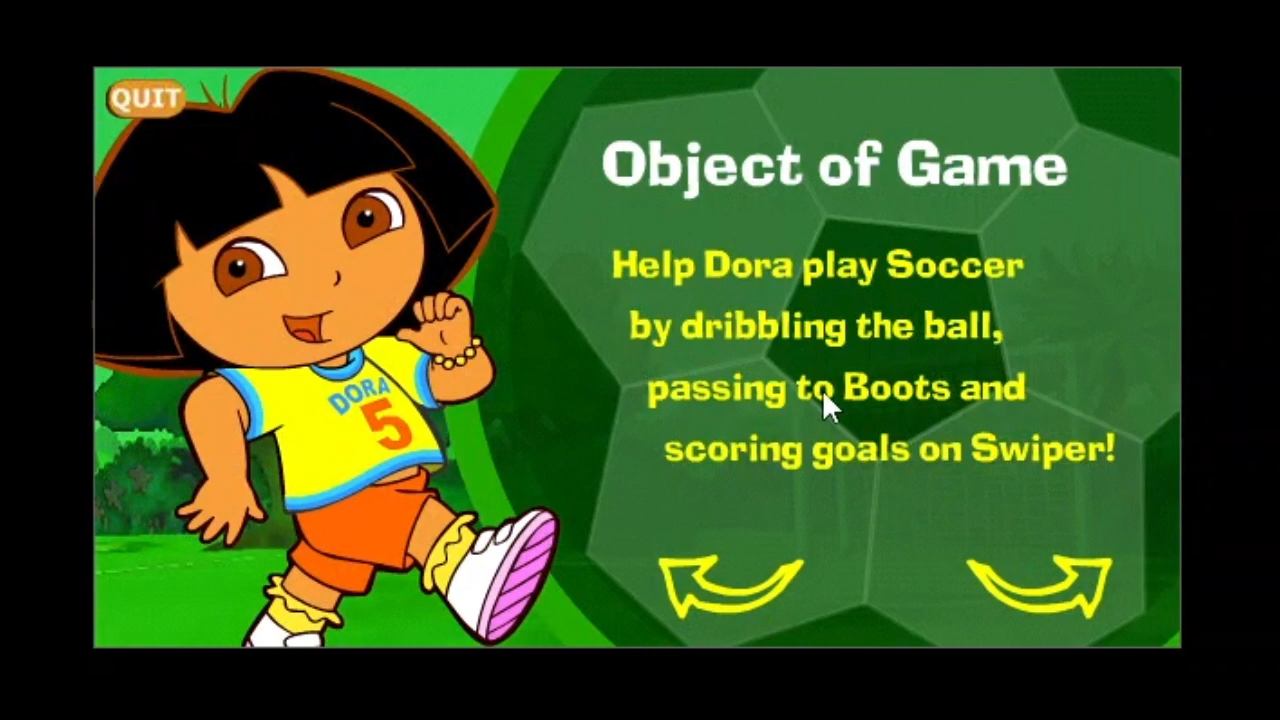 QUIT
Object of Game
Help Dora play Soccer
by dribbling the ball,
passing to Boots and
scoring goals on Swiper!
DORA
5